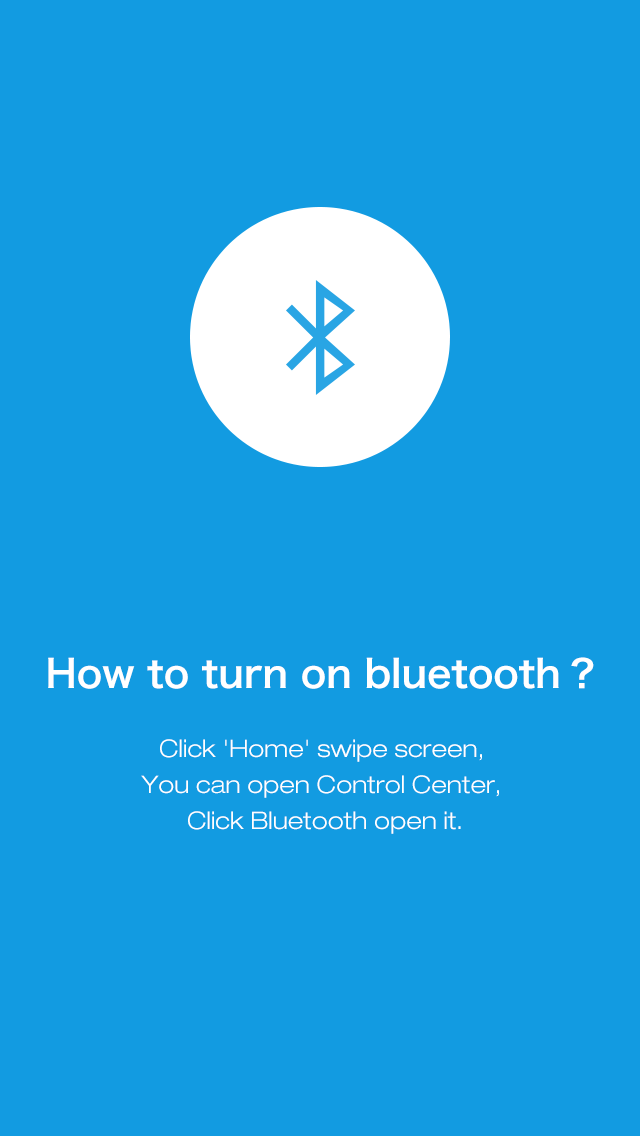 How to turn on bluetooth ?
Click 'Home' swipe screen,
You can open Control Center,
Click Bluetooth open it.